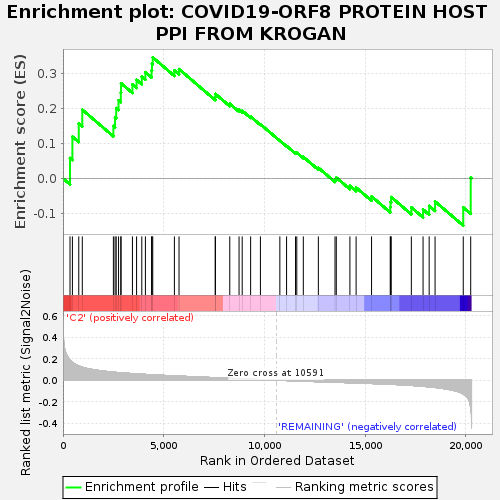 Enrichment plot: COVID19-ORF8 PROTEIN HOST
PPI FROM KROGAN
Enrichment score (ES)
0.3
0.2
0.1
0.0
-0.1
Ranked list metric (Signal2Noise)
'C2' (positively correlated)
0.6
0.4
0.2
0.0
-0.2
-0.4
Zero cross at 10591
'REMAINING' (negatively correlated)
0
5,000
10,000
15,000
20,000
Rank in Ordered Dataset
Enrichment profile
Hits
Ranking metric scores